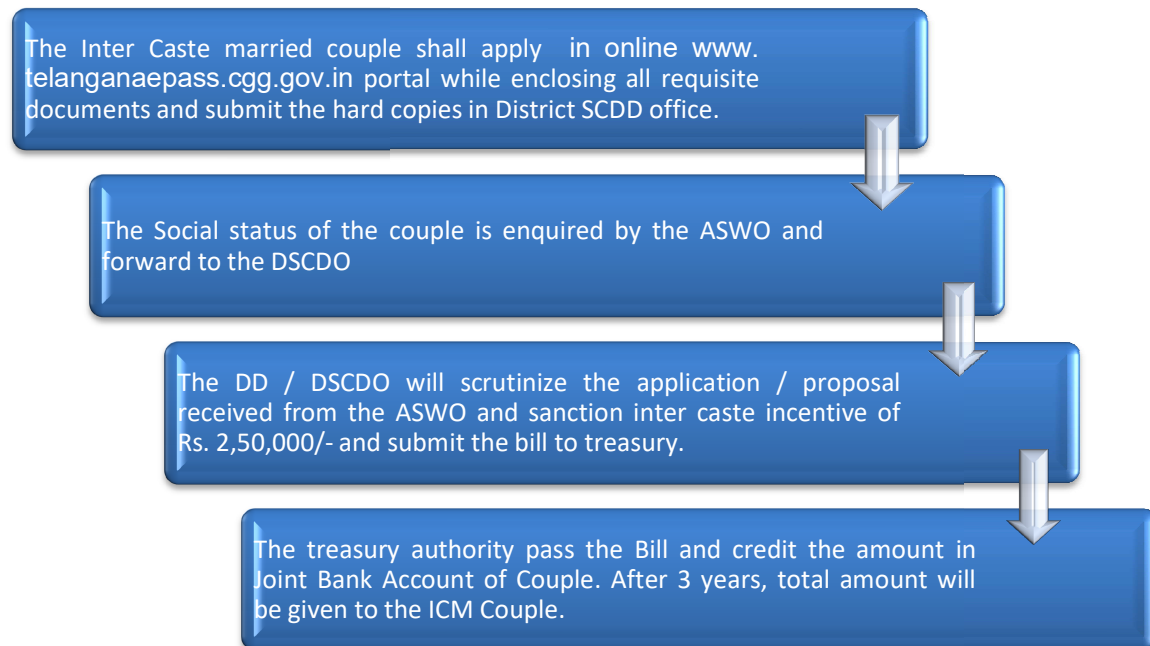 The Inter Caste married couple shall apply in online www.
telanganaepass.cgg.gov.in portal while enclosing all requisite
documents and submit the hard copies in District SCDD office.
The Social status of the couple is enquired by the ASWO and
forward to the DSCDO
The DD / DSCDO will scrutinize the application / proposal
received from the ASWO and sanction inter caste incentive of
Rs. 2,50,000/- and submit the bill to treasury.
The treasury authority pass the Bill and credit the amount in
Joint Bank Account of Couple. After 3 years, total amount will
be given to the ICM Couple.